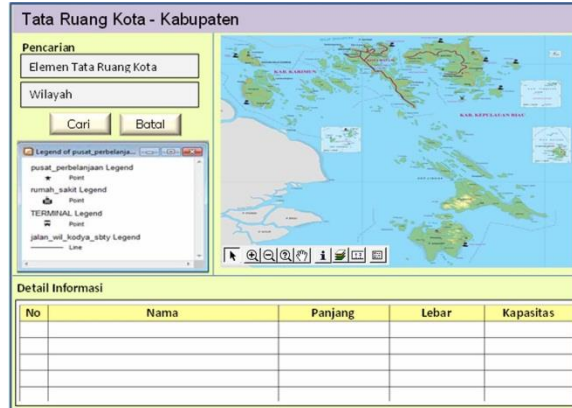 Tata Ruang Kota - Kabupaten
Pencarian
Elemen Tata Ruang Kota
Wilayah
Cari Batal
Legend of pusat_perbelanja...
pusat_perbelanjaan Legend
Point
rumah_sakit Legend
Point
TERMINAL Legend
Point
jalan_wil_kodya_sbty Legend
Line
KAB. KARIMUN
KAB. KEPULAUAN RIAU
Detail Informasi
No Nama Panjang Lebar Kapasitas